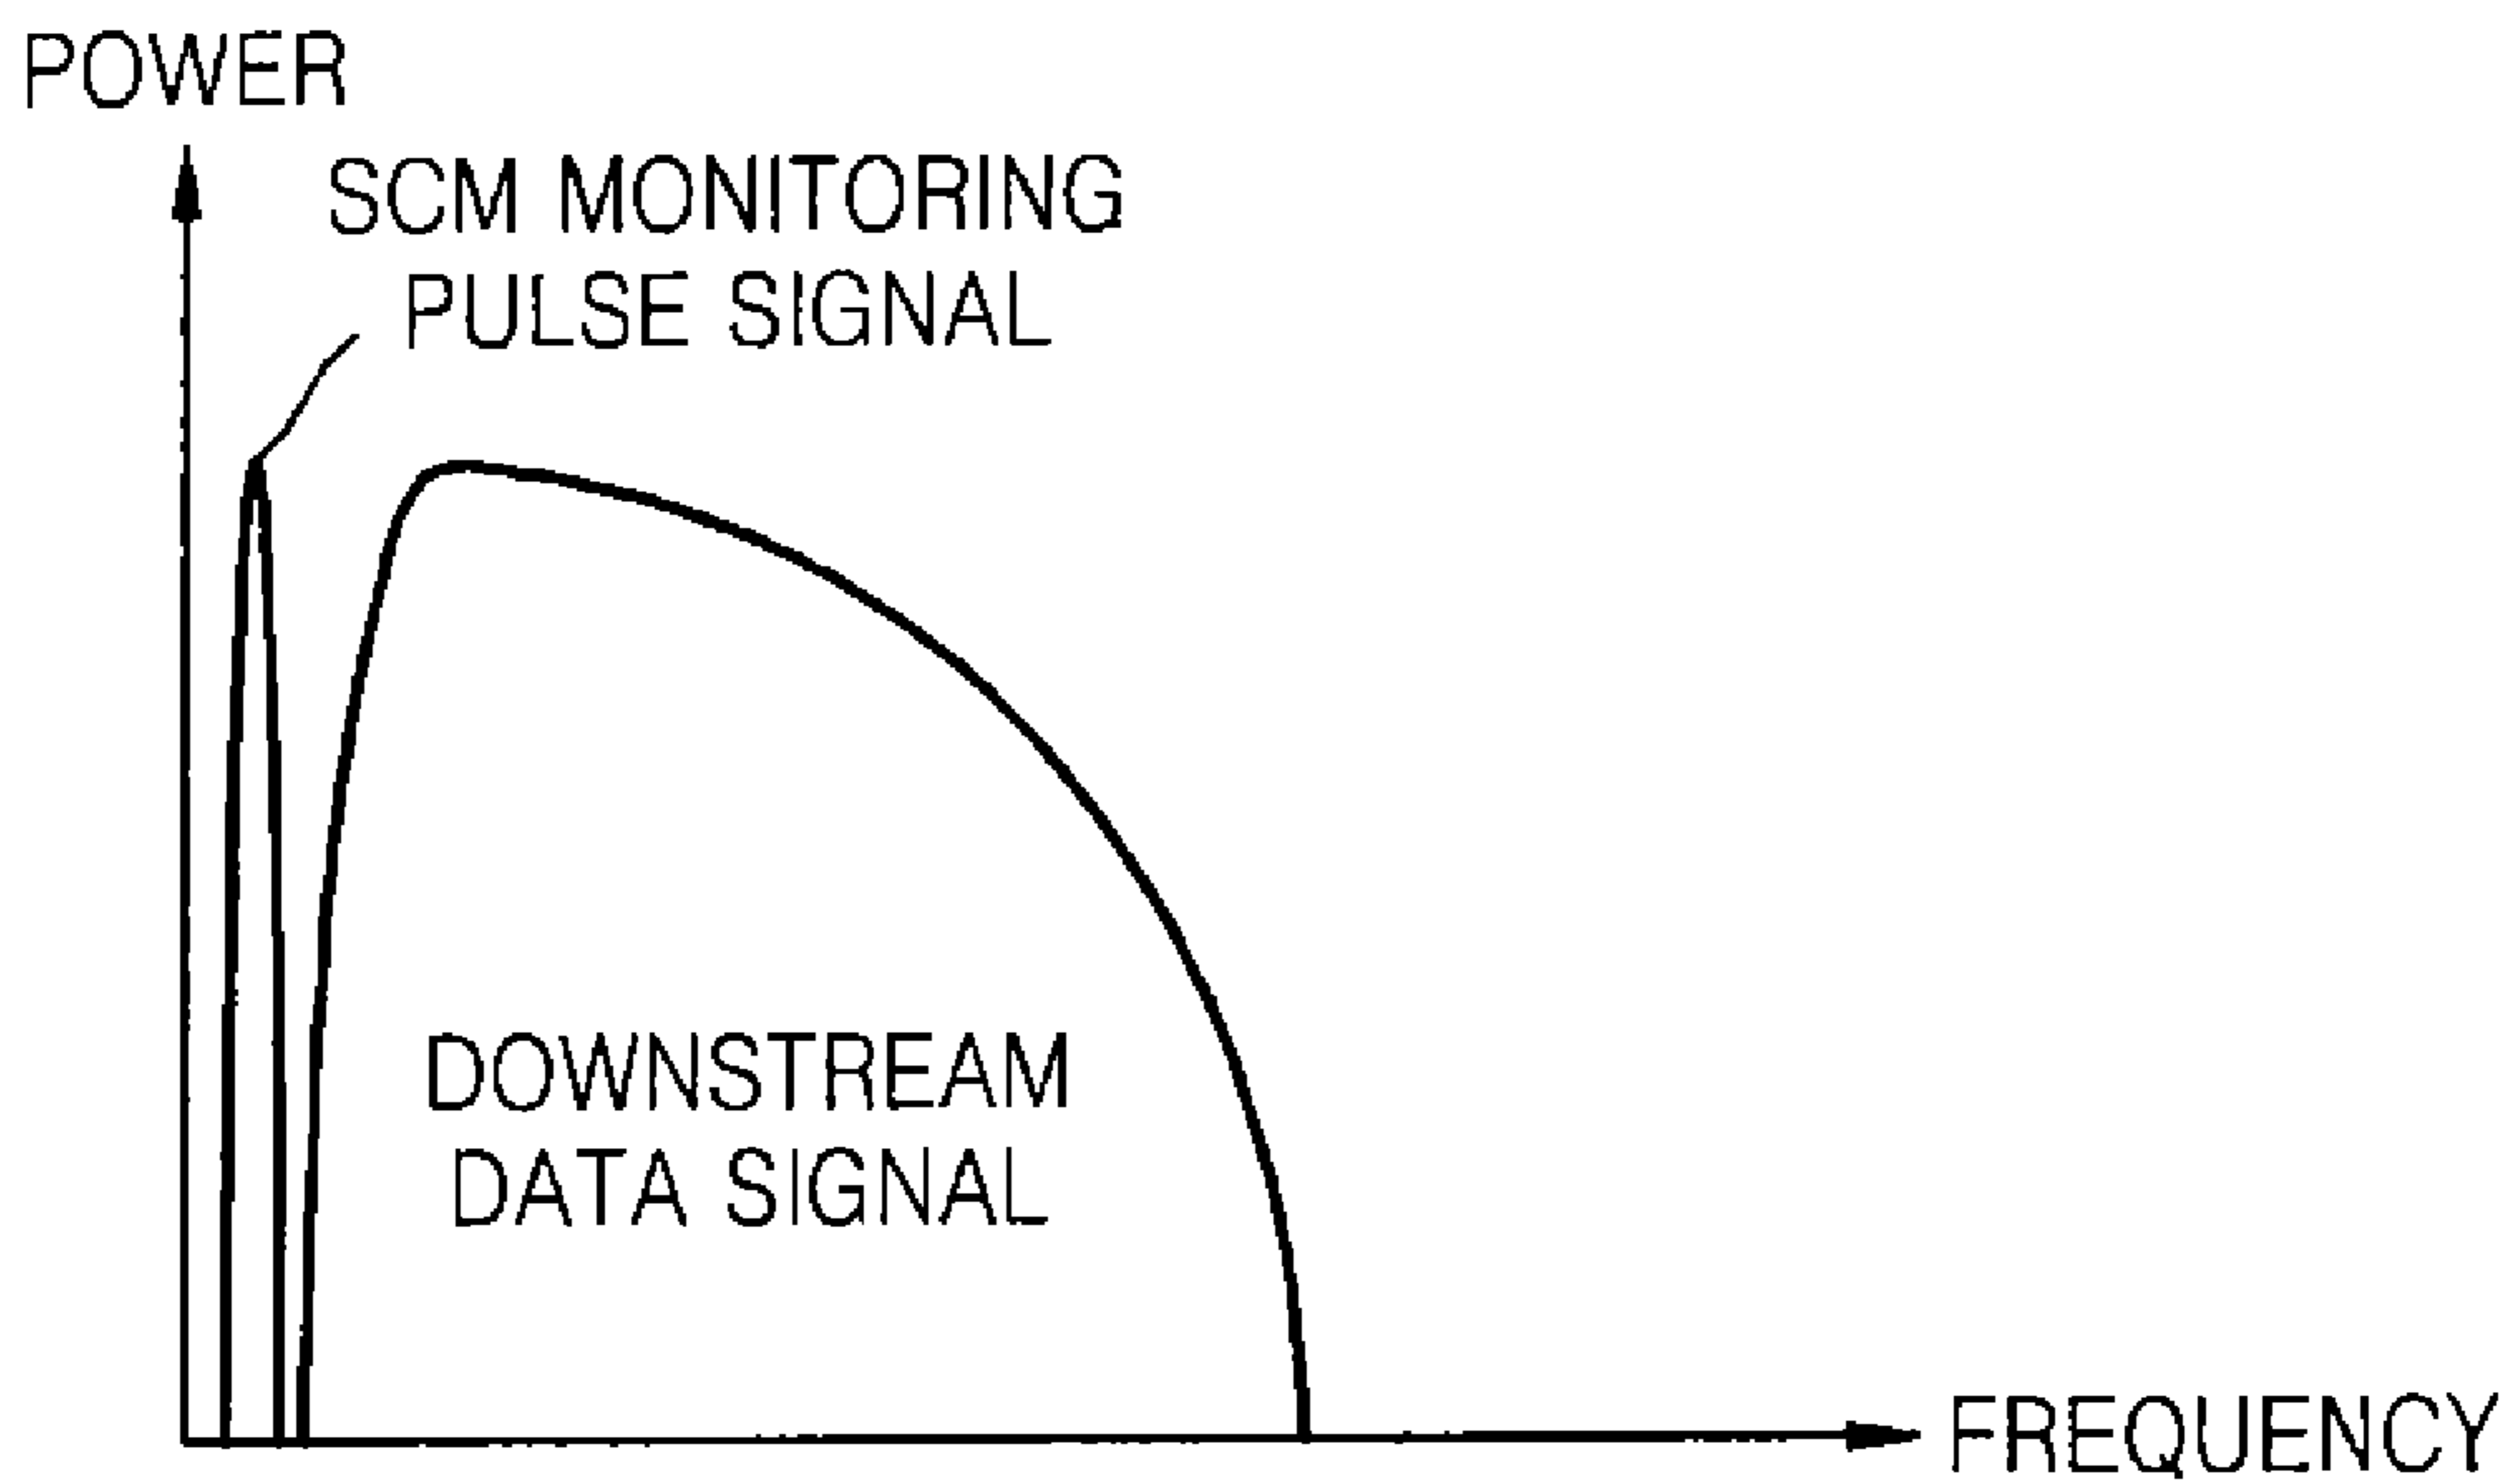 POWER
SCM MONITORING
PULSE SIGNAL
DOWNSTREAM
DATA SIGNAL
FREQUENCY